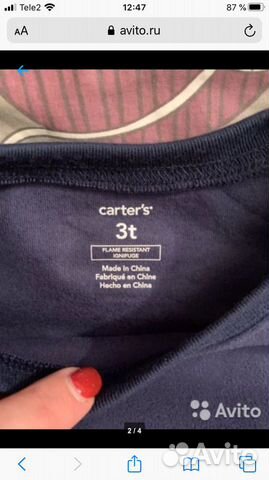 Tele2
12:47
87 %
AA
avito.ru
carter's
3t
FLAME RESISTANT
IGNIFUGE
Made in China
Fabriqué en Chine
Hecho en China
Avito
2 / 4
Avito